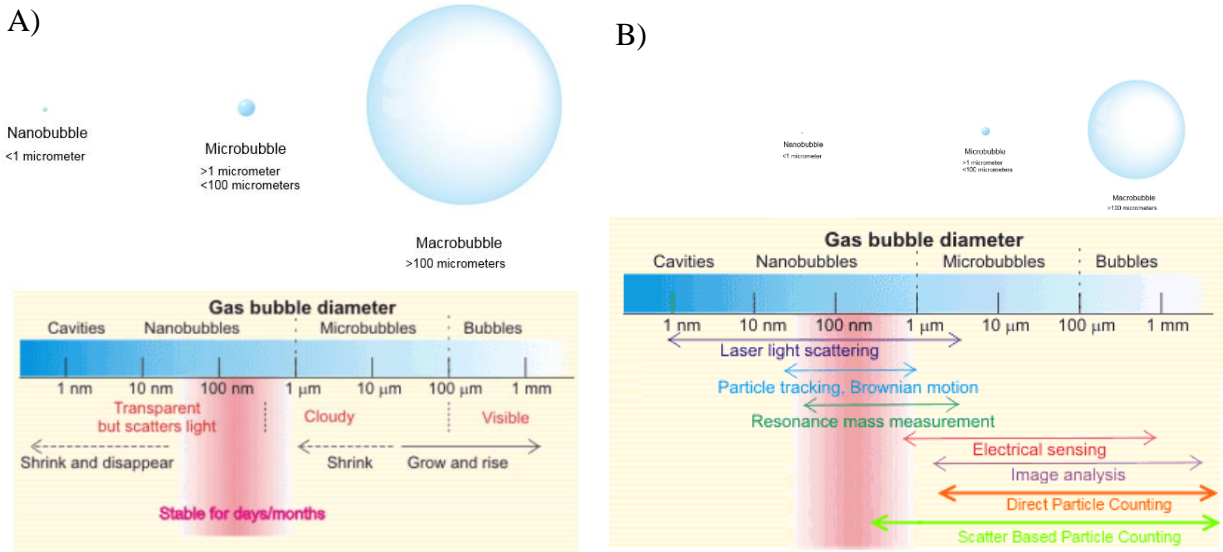 A)
Nanobubble
<1 micrometer
Microbubble
>1 micrometer
<100 micrometers
Macrobubble
>100 micrometers
Gas bubble diameter
Cavities Nanobubbles Microbubbles Bubbles
1 nm 10 nm 100 nm 1 μm 10 μm 100 μm 1 mm
Transparent
but scatters light
Cloudy
Visible
Shrink and disappear Shrink Grow and rise
Stable for days/months
B)
Nanobubble
<1 micrometer
Microbubble
>1 micrometer
<100 micrometers
Macrobubble
>100 micrometers
Gas bubble diameter
Cavities Nanobubbles Microbubbles Bubbles
1 nm 10 nm 100 nm 1 μm 10 μm 100 μm 1 mm
Laser light scattering
Particle tracking, Brownian motion
Resonance mass measurement
Electrical sensing
Image analysis
Direct Particle Counting
Scatter Based Particle Counting